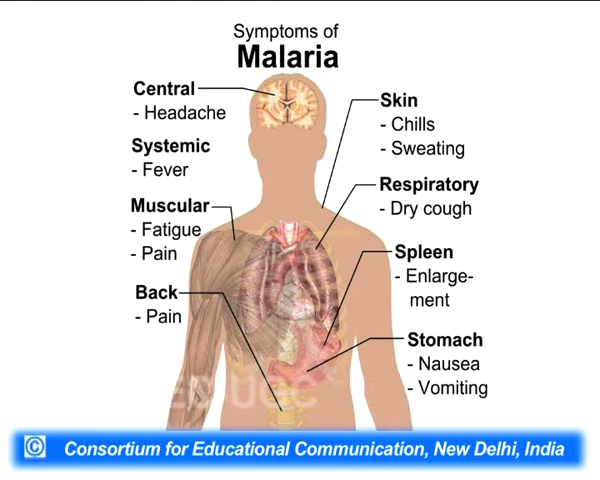 Symptoms of
Malaria
Central
- Headache
Systemic
- Fever
Muscular
- Fatigue
- Pain
Back
- Pain
Skin
- Chills
- Sweating
Respiratory
- Dry cough
Spleen
- Enlarge-
ment
Stomach
- Nausea
- Vomiting
© Consortium for Educational Communication, New Delhi, India